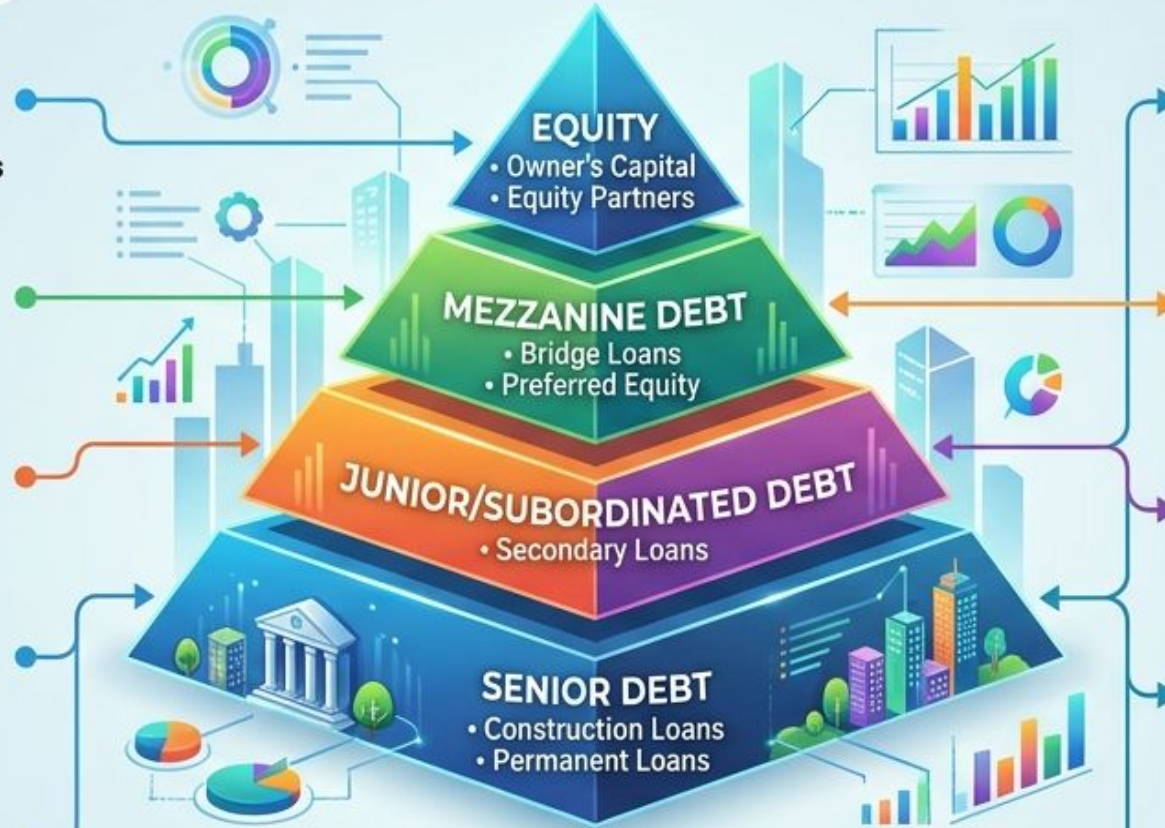 EQUITY
• Owner's Capital
• Equity Partners
MEZZANINE DEBT
• Bridge Loans
• Preferred Equity
JUNIOR/SUBORDINATED DEBT
• Secondary Loans
SENIOR DEBT
• Construction Loans
• Permanent Loans